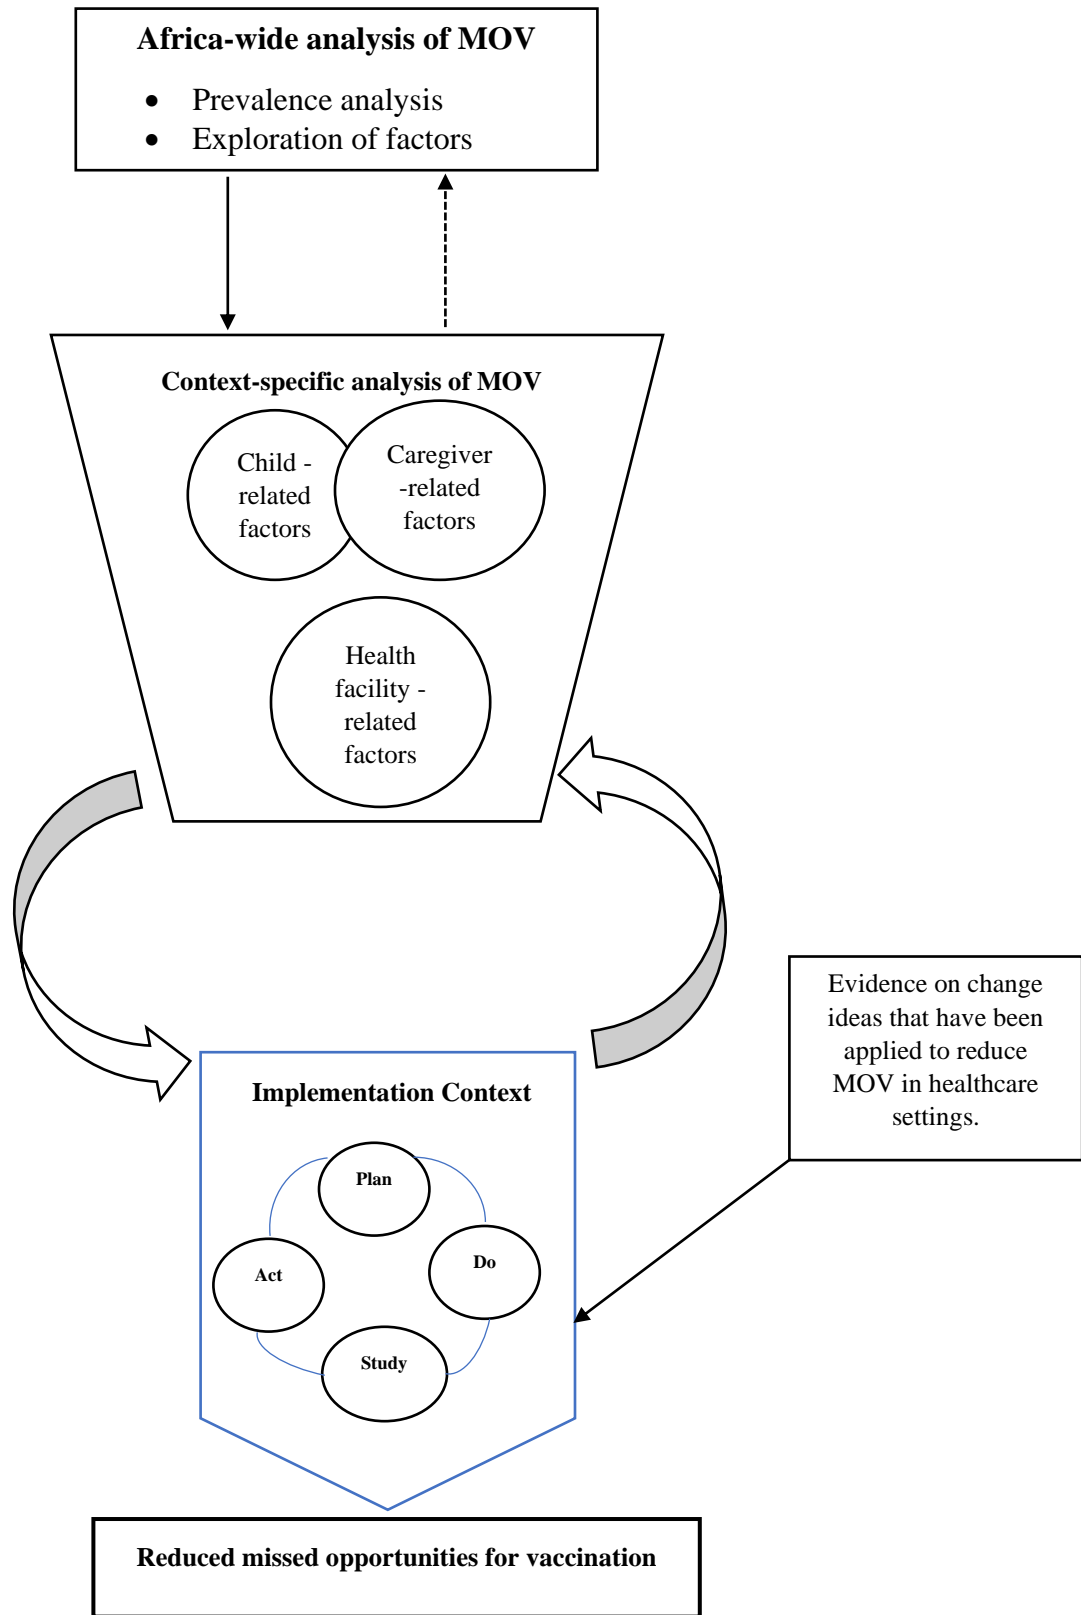 Africa-wide analysis of MOV
• Prevalence analysis
• Exploration of factors
Context-specific analysis of MOV
Child -
related
factors
Caregiver
-related
factors
Health
facility -
related
factors
Evidence on change
ideas that have been
applied to reduce
MOV in healthcare
settings.
Implementation Context
Plan
Do
Act
Study
Reduced missed opportunities for vaccination